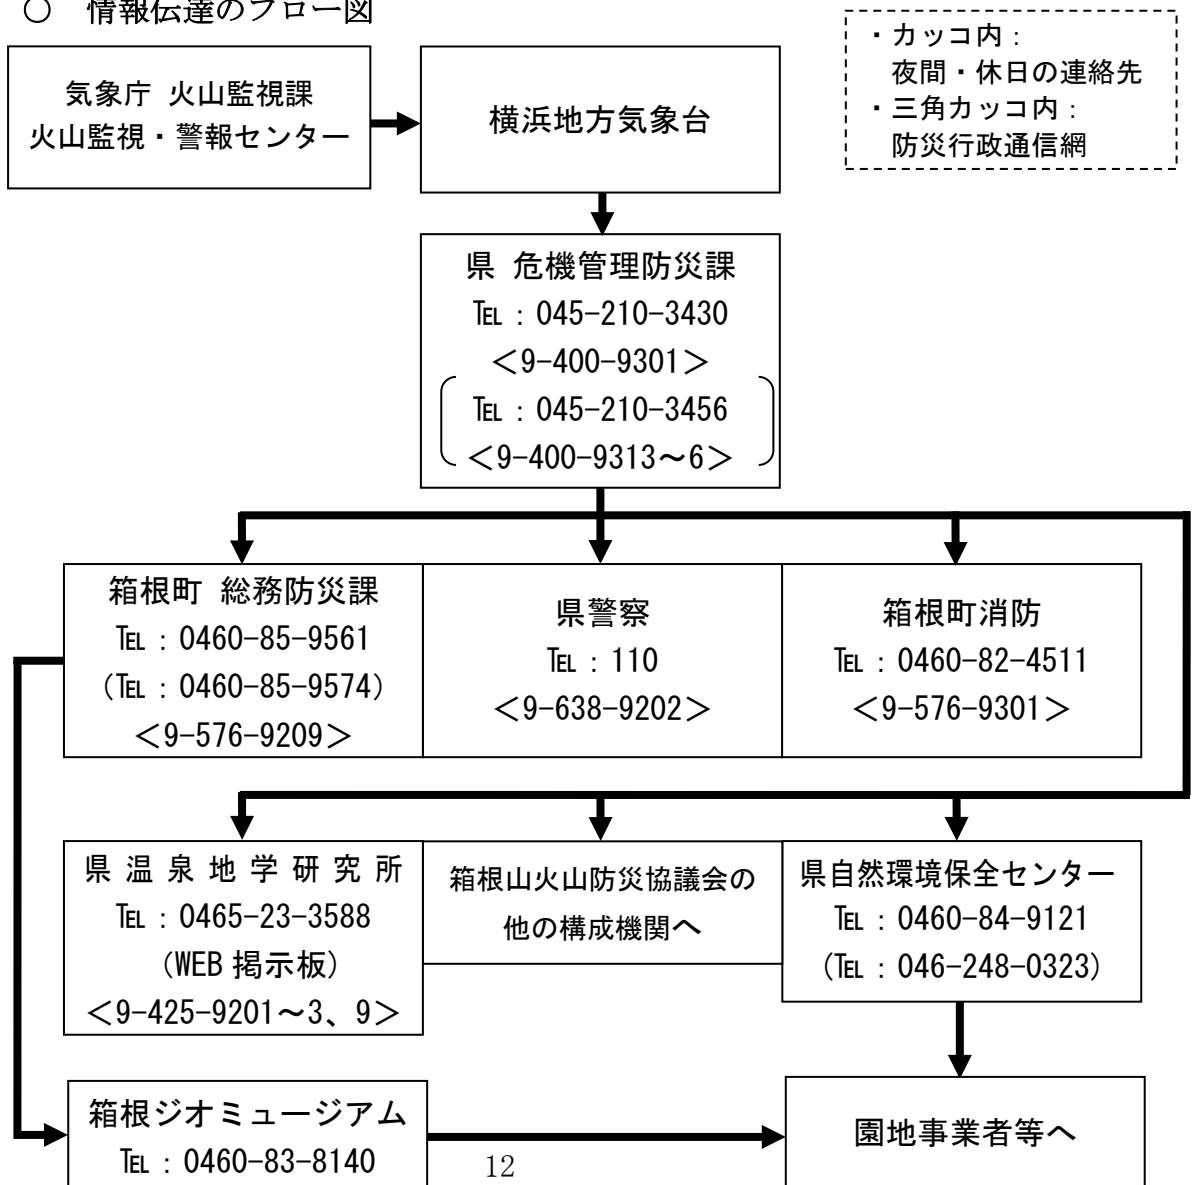 ○　情報伝達のフロー図
・カッコ内：
夜間・休日の連絡先
・三角カッコ内：
防災行政通信網
気象庁 火山監視課
火山監視・警報センター
横浜地方気象台
県 危機管理防災課
℡：045-210-3430
＜9-400-9301＞
℡：045-210-3456
＜9-400-9313～6＞
箱根町 総務防災課
℡：0460-85-9561
（℡：0460-85-9574）
＜9-576-9209＞
県警察
℡：110
＜9-638-9202＞
箱根町消防
℡：0460-82-4511
＜9-576-9301＞
県温泉地学研究所
℡：0465-23-3588
（WEB掲示板）
＜9-425-9201～3、9＞
箱根山火山防災協議会の
他の構成機関へ
県自然環境保全センター
℡：0460-84-9121
（℡：046-248-0323）
箱根ジオミュージアム
℡：0460-83-8140
園地事業者等へ
12